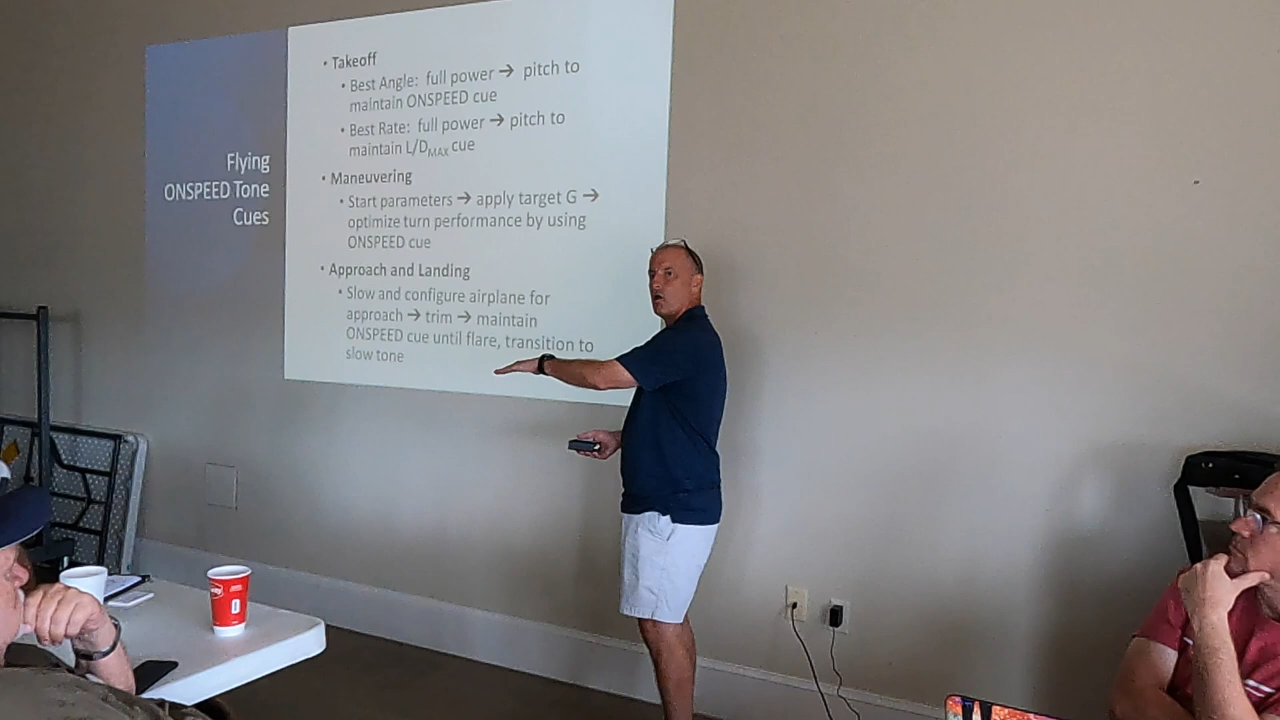 Flying
ONSPEED Tone
Cues
• Takeoff
• Best Angle: full power → pitch to
maintain ONSPEED cue
• Best Rate: full power → pitch to
maintain L/DMAX cue
• Maneuvering
• Start parameters → apply target G →
optimize turn performance by using
ONSPEED cue
• Approach and Landing
• Slow and configure airplane for
approach → trim → maintain
ONSPEED cue until flare, transition to
slow tone